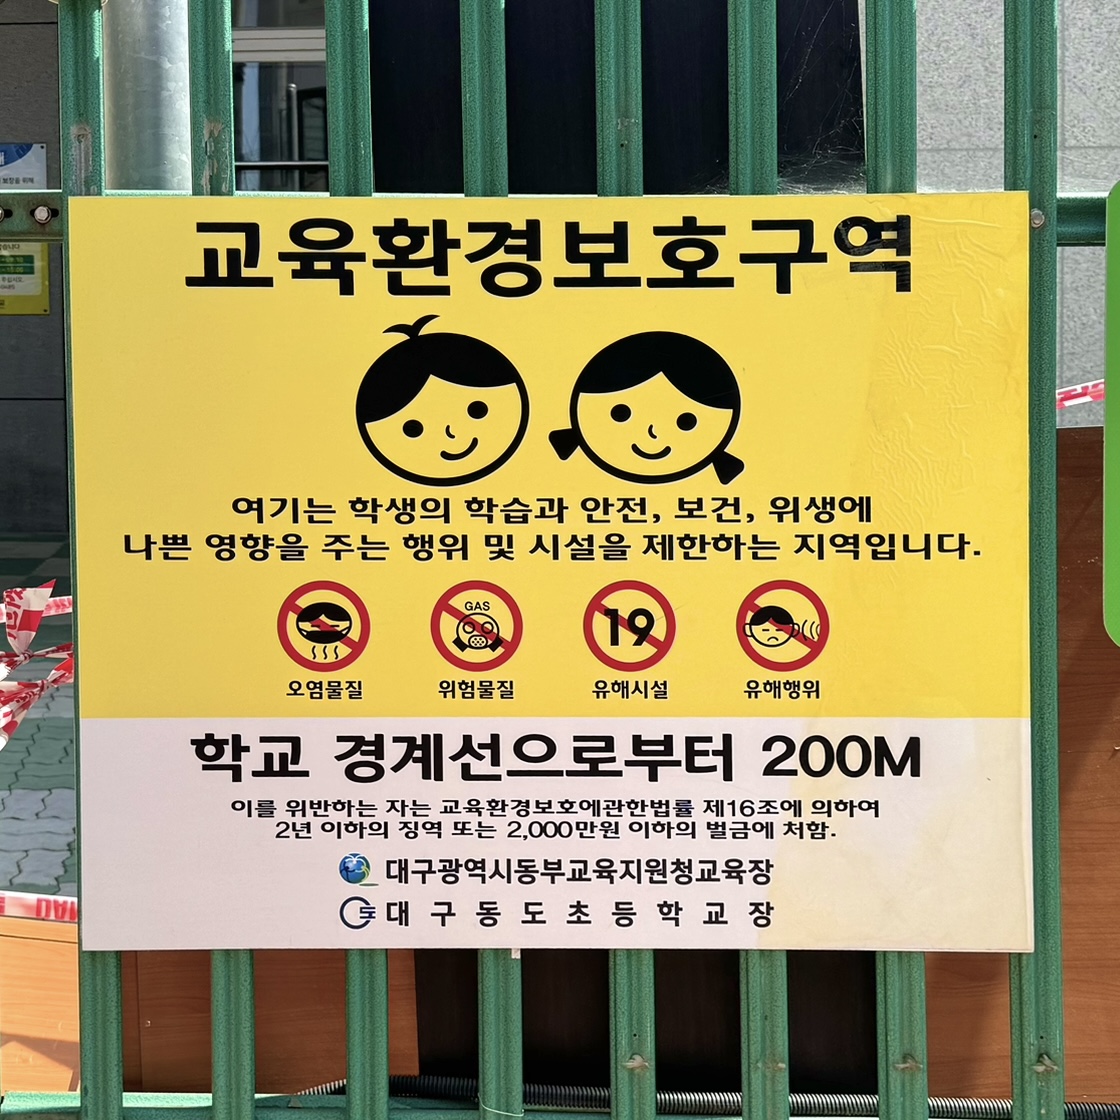 교육환경보호구역
여기는 학생의 학습과 안전, 보건, 위생에
나쁜 영향을 주는 행위 및 시설을 제한하는 지역입니다.
GAS
19
오염물질
위험물질
유해시설
유해행위
학교 경계선으로부터 200M
이를 위반하는 자는 교육환경보호에관한법률 제16조에 의하여
2년 이하의 징역 또는 2,000만원 이하의 벌금에 처함.
대구광역시동부교육지원청교육장
대구동도초등학교장